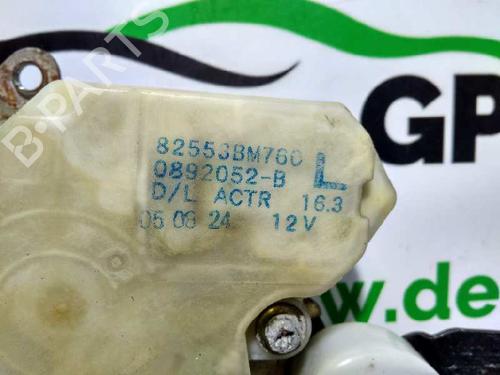 B-PARTS
GP
82553BM760
0892052-B L
D/L ACTR 16.3
05 08 24 12V
w.de